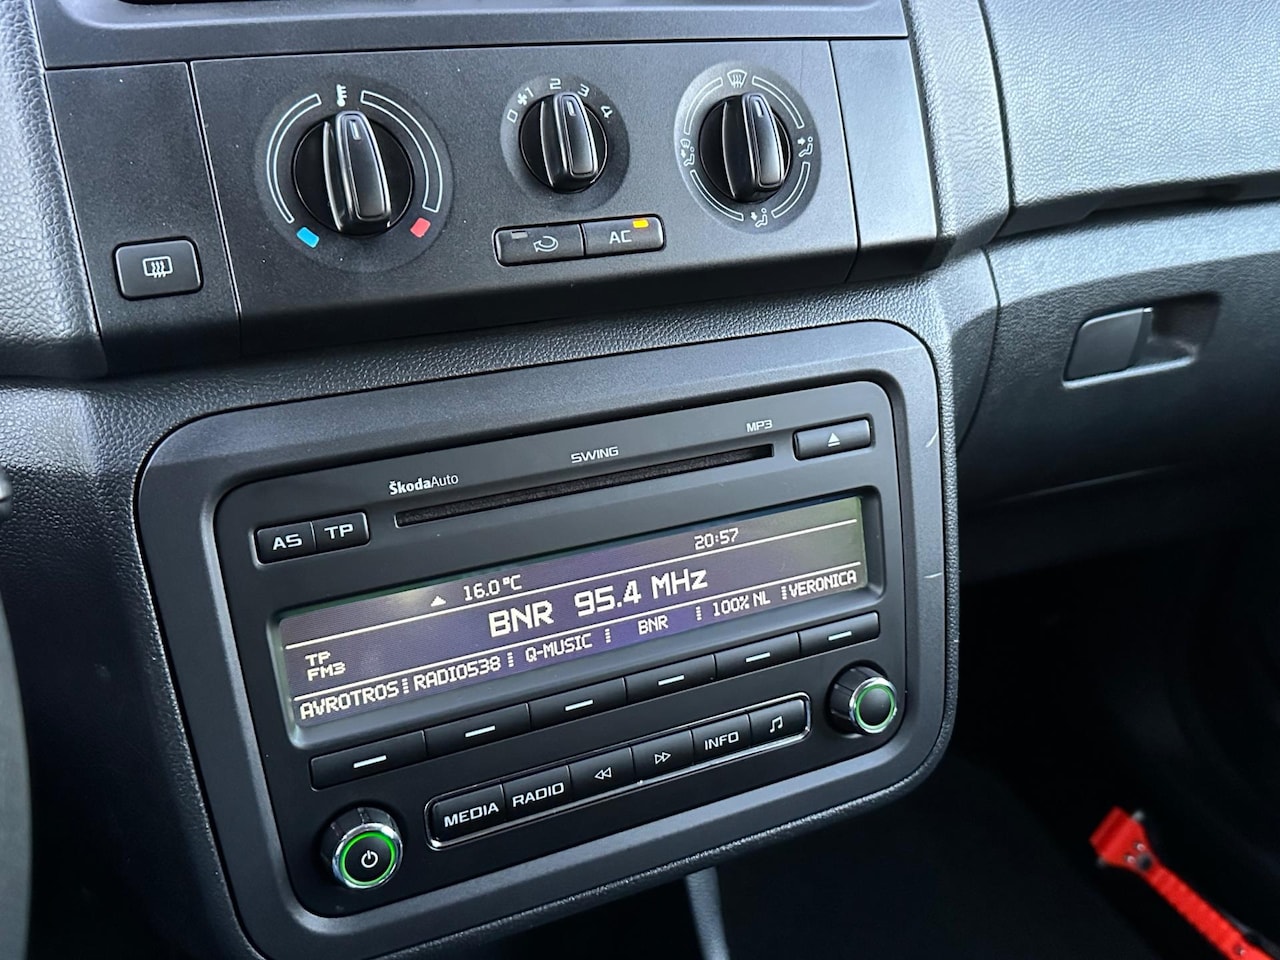 0 1 2 3 4
AC
MP3
SWING
ŠkodaAuto
AS TP
20:57
16.0 °C
BNR 95.4 MHz
TP
FM3
AVROTROS RADIO538 Q-MUSIC BNR 100% NL VERONICA
MEDIA RADIO INFO